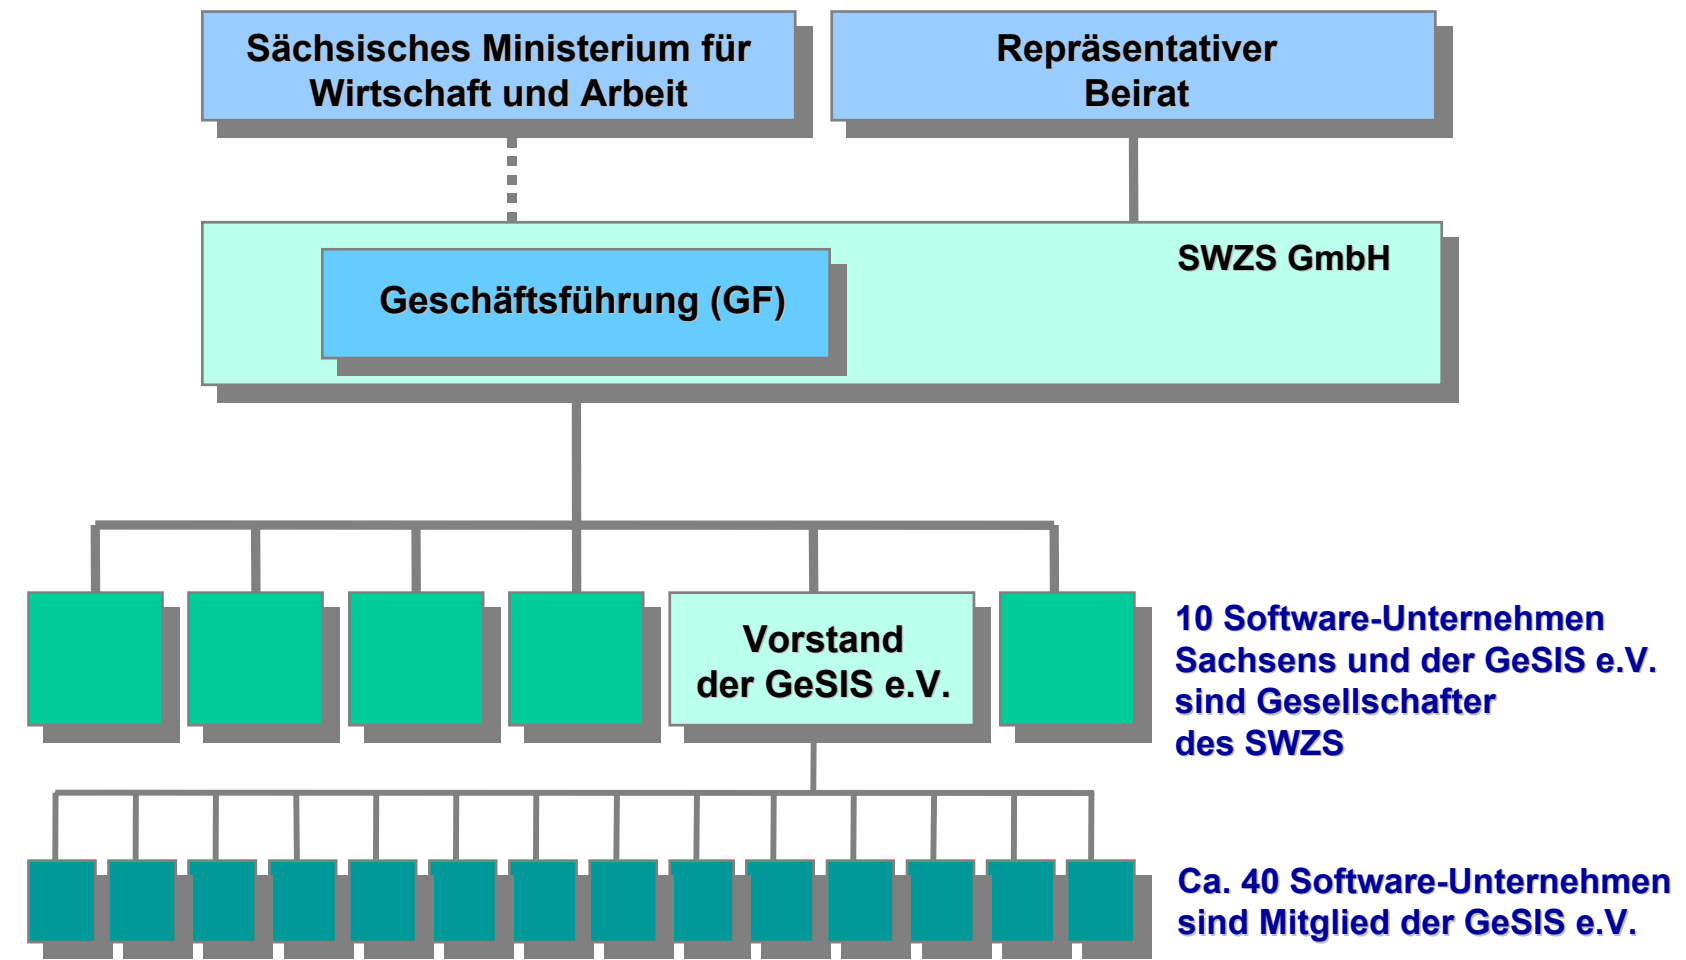 Sächsisches Ministerium für
Wirtschaft und Arbeit
Repräsentativer
Beirat
SWZS GmbH
Geschäftsführung (GF)
Vorstand
der GeSIS e.V.
10 Software-Unternehmen
Sachsens und der GeSIS e.V.
sind Gesellschafter
des SWZS
Ca. 40 Software-Unternehmen
sind Mitglied der GeSIS e.V.